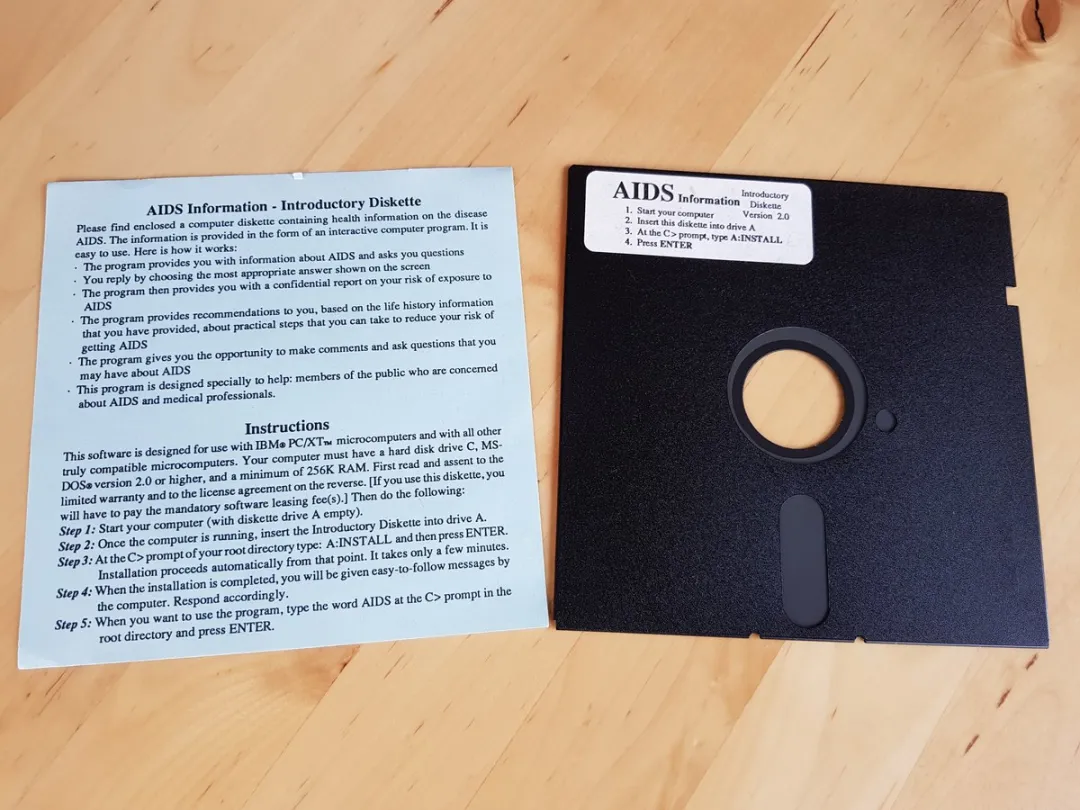 AIDS Information - Introductory Diskette
Please find enclosed a computer diskette containing health information on the disease
AIDS. The information is provided in the form of an interactive computer program. It is
easy to use. Here is how it works:
· The program provides you with information about AIDS and asks you questions
· You reply by choosing the most appropriate answer shown on the screen
· The program then provides you with a confidential report on your risk of exposure to
AIDS
· The program provides recommendations to you, based on the life history information
that you have provided, about practical steps that you can take to reduce your risk of
getting AIDS
· The program gives you the opportunity to make comments and ask questions that you
may have about AIDS
· This program is designed specially to help: members of the public who are concerned
about AIDS and medical professionals.
Instructions
This software is designed for use with IBM® PC/XT™ microcomputers and with all other
truly compatible microcomputers. Your computer must have a hard disk drive C, MS-
DOS® version 2.0 or higher, and a minimum of 256K RAM. First read and assent to the
limited warranty and to the license agreement on the reverse. [If you use this diskette, you
will have to pay the mandatory software leasing fee(s).] Then do the following:
Step 1: Start your computer (with diskette drive A empty).
Step 2: Once the computer is running, insert the Introductory Diskette into drive A.
Step 3: At the C> prompt of your root directory type: A:INSTALL and then press ENTER.
Installation proceeds automatically from that point. It takes only a few minutes.
Step 4: When the installation is completed, you will be given easy-to-follow messages by
the computer. Respond accordingly.
Step 5: When you want to use the program, type the word AIDS at the C> prompt in the
root directory and press ENTER.
AIDS Information Introductory
Diskette
Version 2.0
1. Start your computer
2. Insert this diskette into drive A
3. At the C> prompt, type A:INSTALL
4. Press ENTER